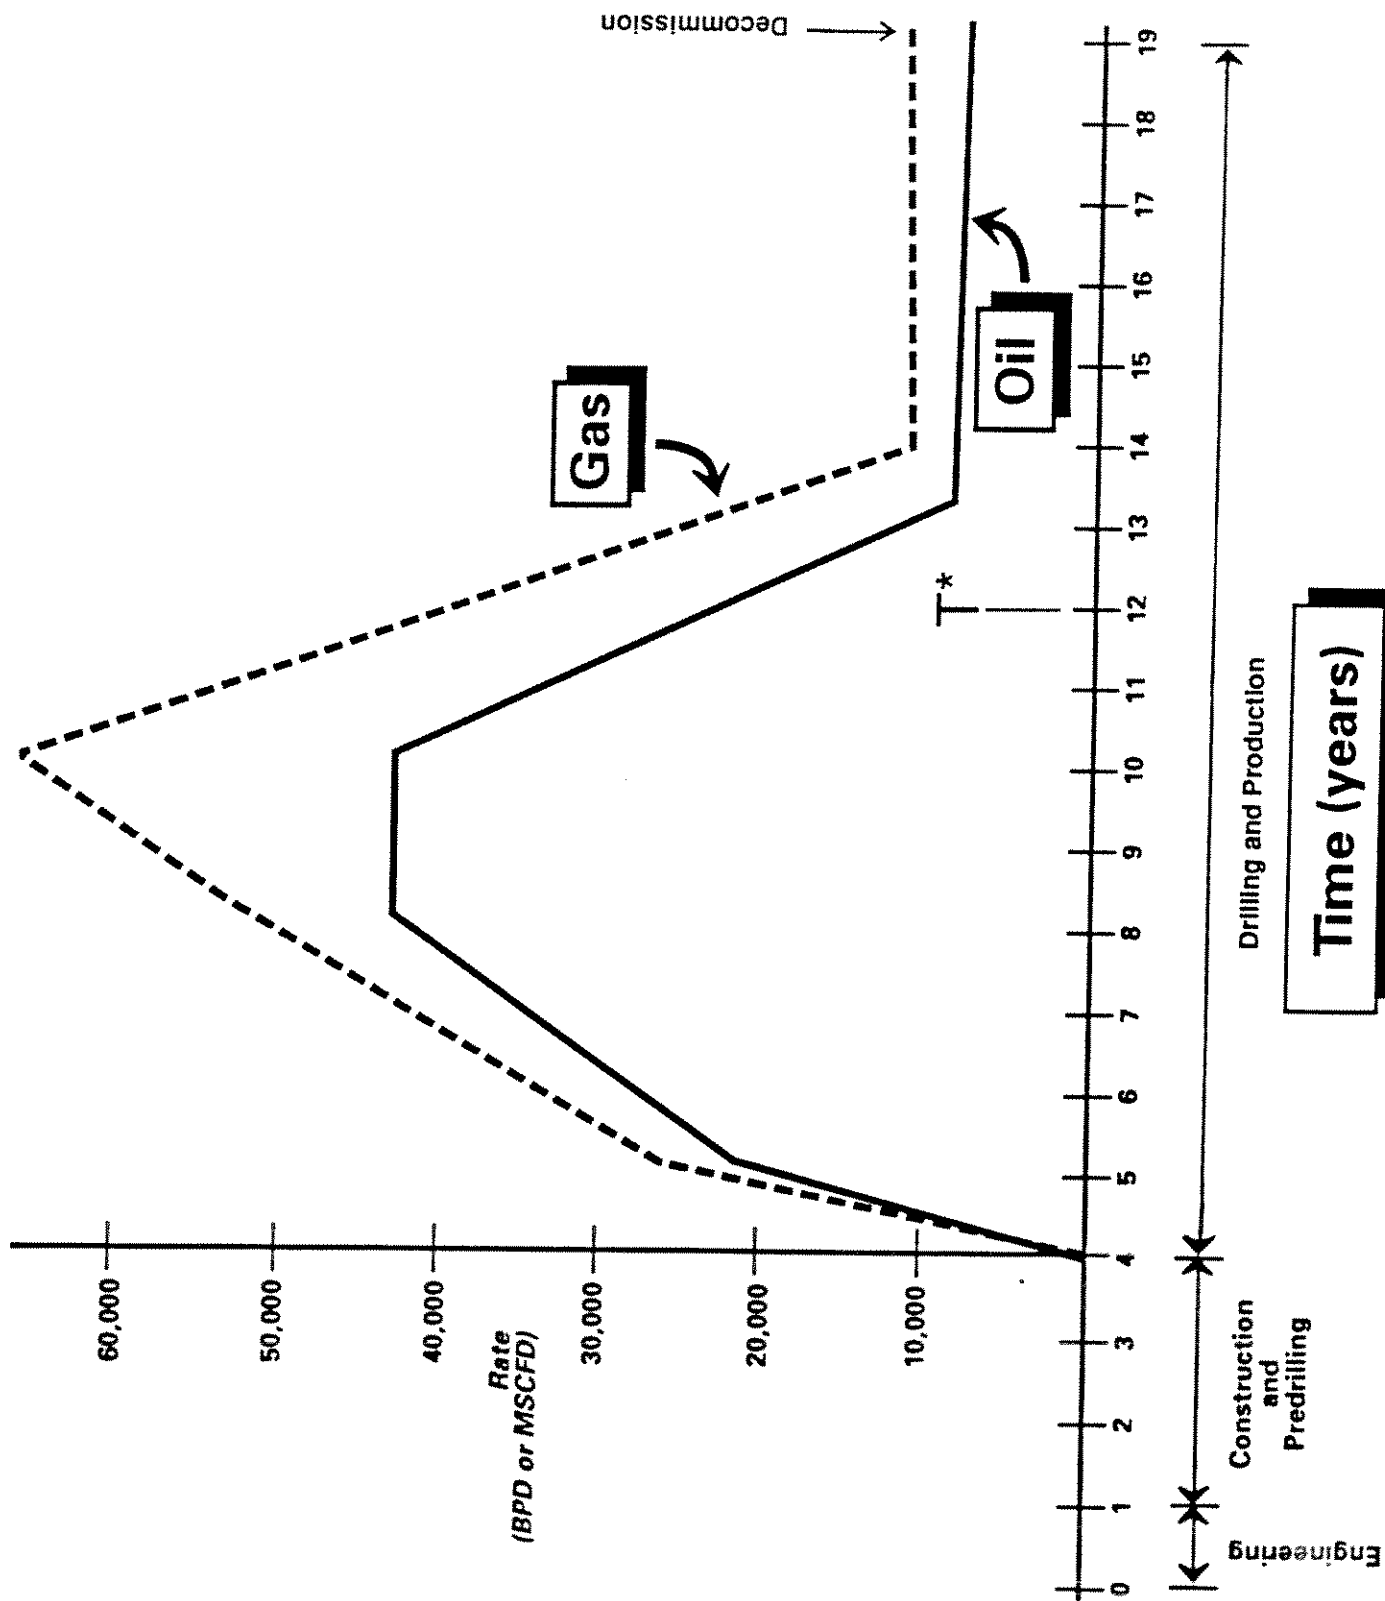 60,000
50,000
40,000
30,000
20,000
10,000
Rate
(BPD or MSCFD)
Gas
Oil
Decommission
T*
0
1
2
3
4
5
6
7
8
9
10
11
12
13
14
15
16
17
18
19
Engineering
Construction
and
Predrilling
Drilling and Production
Time (years)